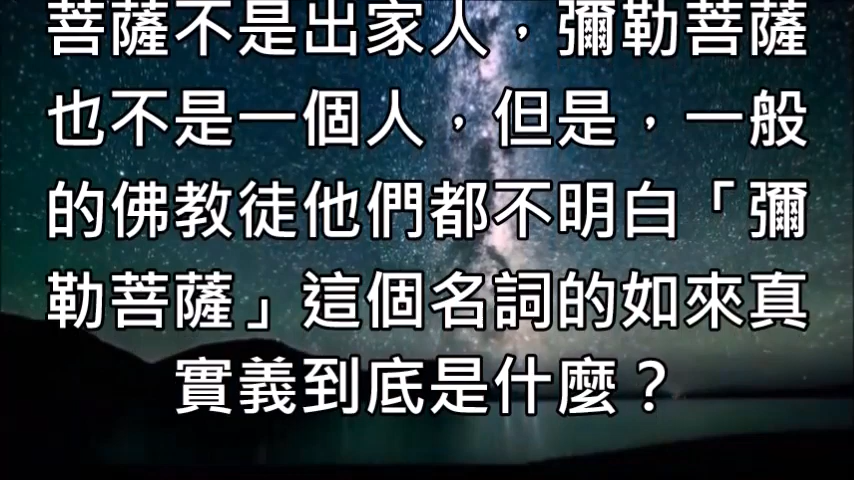 菩薩不是出家人，彌勒菩薩
也不是一個人，但是，一般
的佛教徒他們都不明白「彌
勒菩薩」這個名詞的如來真
實義到底是什麼？